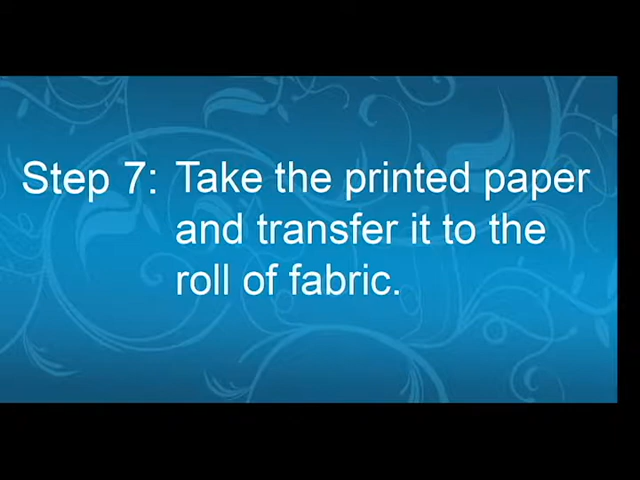 Step 7: Take the printed paper
and transfer it to the
roll of fabric.